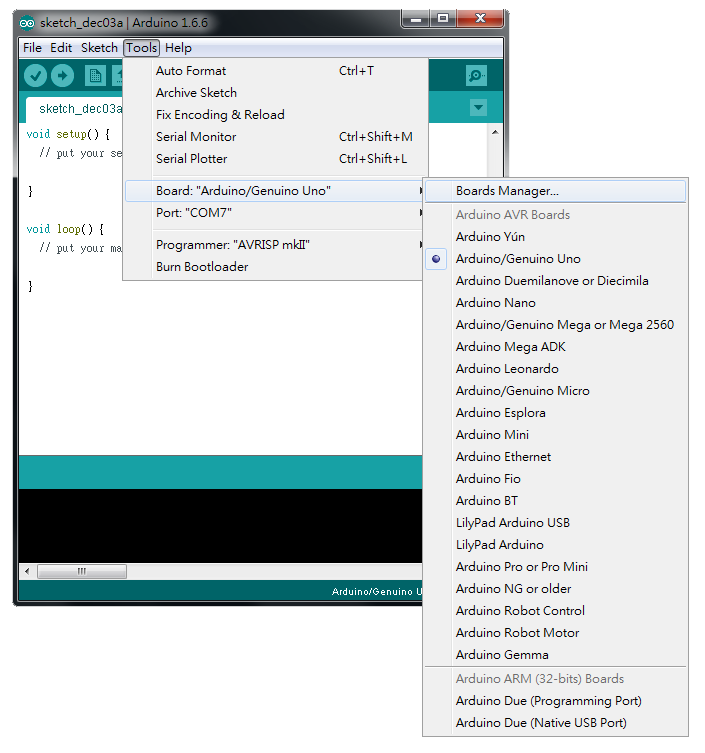 sketch_dec03a | Arduino 1.6.6
File Edit Sketch Tools Help
Auto Format Ctrl+T
Archive Sketch
Fix Encoding & Reload
Serial Monitor Ctrl+Shift+M
Serial Plotter Ctrl+Shift+L
Board: "Arduino/Genuino Uno"
Port: "COM7"
Programmer: "AVRISP mkII"
Burn Bootloader
sketch_dec03a
void setup() {
// put your se
}
void loop() {
// put your ma
}
Boards Manager...
Arduino AVR Boards
Arduino Yún
Arduino/Genuino Uno
Arduino Duemilanove or Diecimila
Arduino Nano
Arduino/Genuino Mega or Mega 2560
Arduino Mega ADK
Arduino Leonardo
Arduino/Genuino Micro
Arduino Esplora
Arduino Mini
Arduino Ethernet
Arduino Fio
Arduino BT
LilyPad Arduino USB
LilyPad Arduino
Arduino Pro or Pro Mini
Arduino NG or older
Arduino Robot Control
Arduino Robot Motor
Arduino Gemma
Arduino ARM (32-bits) Boards
Arduino Due (Programming Port)
Arduino Due (Native USB Port)
Arduino/Genuino U